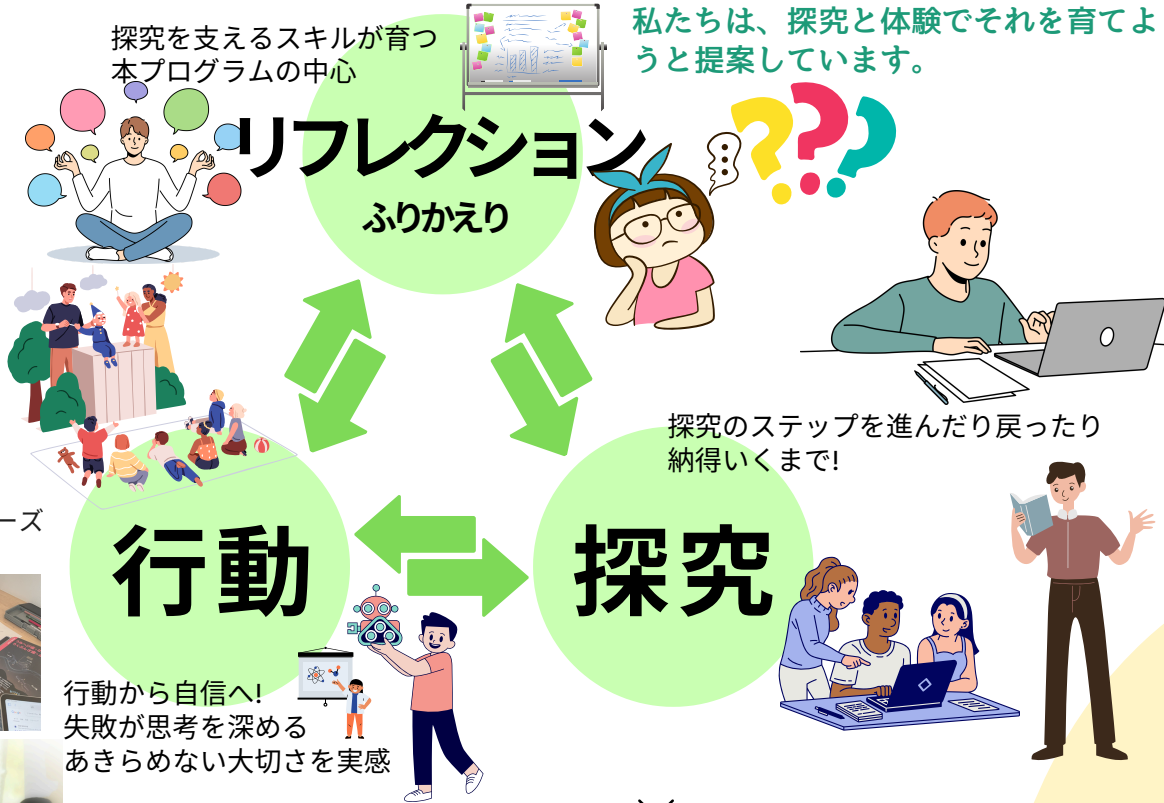 探究を支えるスキルが育つ
本プログラムの中心
私たちは、探究と体験でそれを育てよ
うと提案しています。
リフレクション
ふりかえり
???
探究のステップを進んだり戻ったり
納得いくまで!
ーズ
行動
探究
行動から自信へ!
失敗が思考を深める
あきらめない大切さを実感